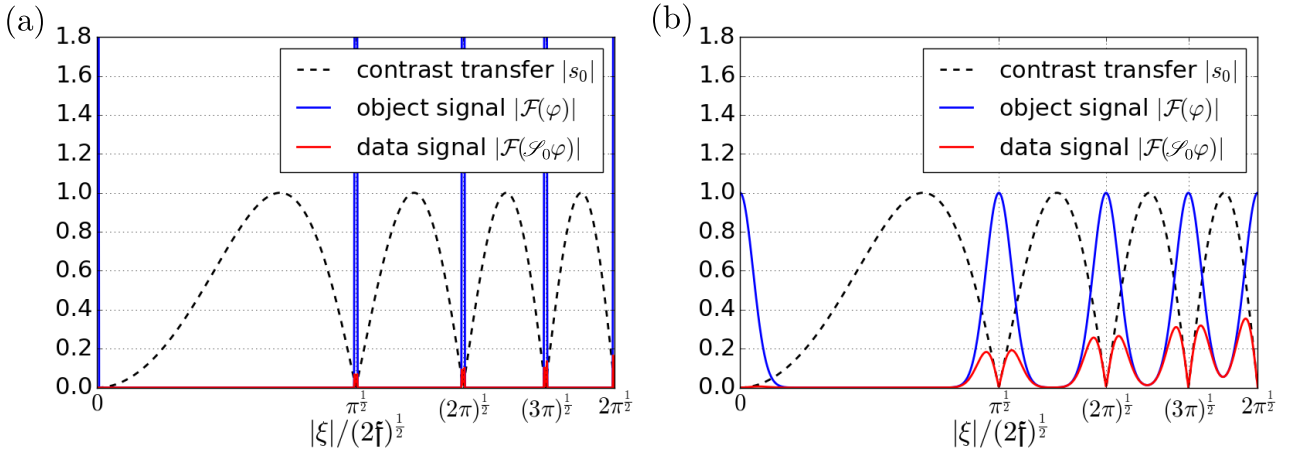 (a)
1.8
1.6
1.4
1.2
1.0
0.8
0.6
0.4
0.2
0.0
contrast transfer |s₀|
object signal |𝓕(φ)|
data signal |𝓕(𝒮₀φ)|
0 π^{1/2} (2π)^{1/2} (3π)^{1/2} 2π^{1/2}
|ξ|/(2𝔣)^{1/2}
(b)
1.8
1.6
1.4
1.2
1.0
0.8
0.6
0.4
0.2
0.0
contrast transfer |s₀|
object signal |𝓕(φ)|
data signal |𝓕(𝒮₀φ)|
0 π^{1/2} (2π)^{1/2} (3π)^{1/2} 2π^{1/2}
|ξ|/(2𝔣)^{1/2}